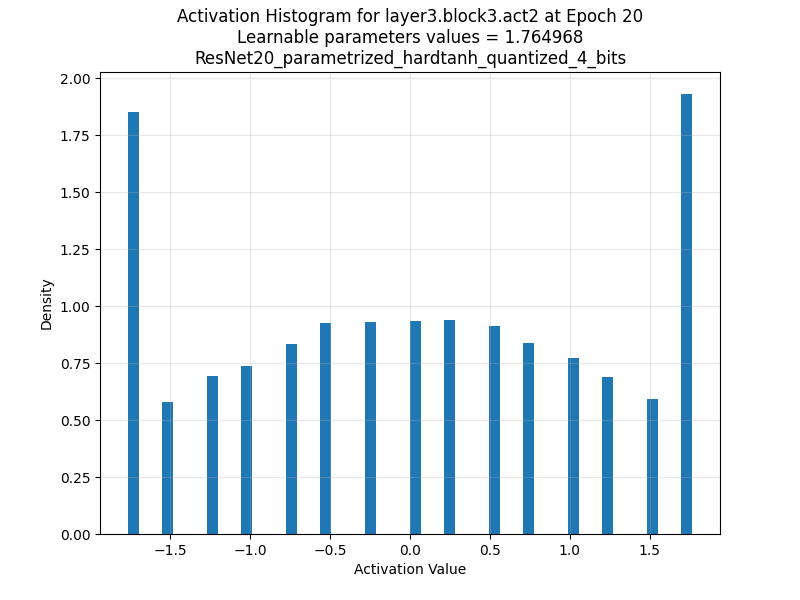 Activation Histogram for layer3.block3.act2 at Epoch 20
Learnable parameters values = 1.764968
ResNet20_parametrized_hardtanh_quantized_4_bits
2.00
1.75
1.50
1.25
1.00
0.75
0.50
0.25
0.00
Density
−1.5 −1.0 −0.5 0.0 0.5 1.0 1.5
Activation Value